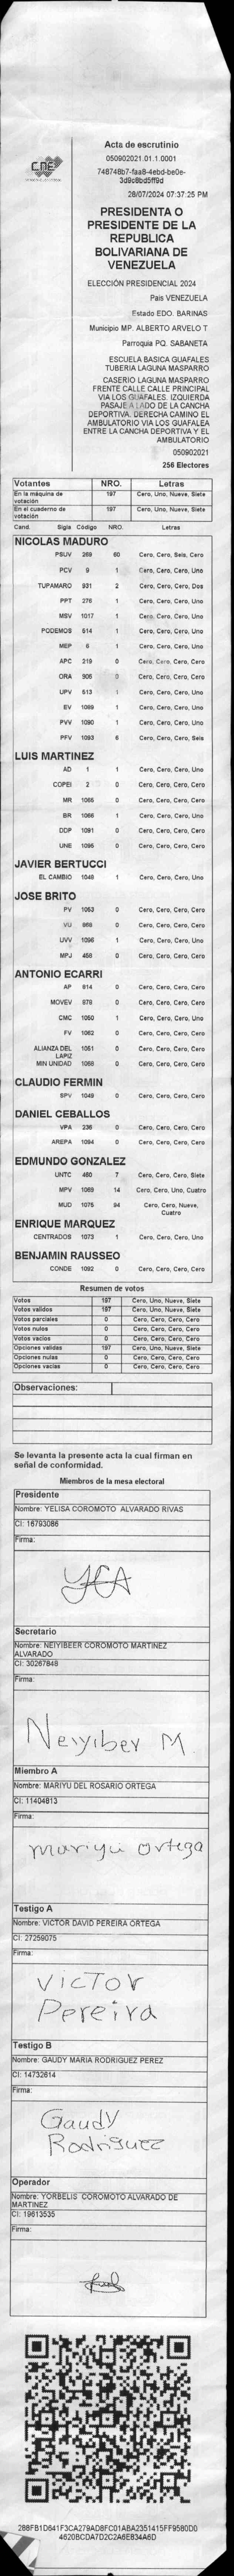 CNE
Acta de escrutinio
050902021.01.1.0001
748748b7-faa8-4ebd-be0e-
3d9c8bd5ff9d
28/07/2024 07:37:25 PM
PRESIDENTA O
PRESIDENTE DE LA
REPUBLICA
BOLIVARIANA DE
VENEZUELA
ELECCIÓN PRESIDENCIAL 2024
Pais VENEZUELA
Estado EDO. BARINAS
Municipio MP. ALBERTO ARVELO T
Parroquia PQ. SABANETA
ESCUELA BASICA GUAFALES
TUBERIA LAGUNA MASPARRO
CASERIO LAGUNA MASPARRO
FRENTE CALLE CALLE PRINCIPAL
VIA LOS GUAFALES. IZQUIERDA
PASAJE A LADO DE LA CANCHA
DEPORTIVA. DERECHA CAMINO EL
AMBULATORIO VIA LOS GUAFALEA
ENTRE LA CANCHA DEPORTIVA Y EL
AMBULATORIO
050902021
256 Electores
Votantes NRO. Letras
En la máquina de votación 197 Cero, Uno, Nueve, Siete
En el cuaderno de votación 197 Cero, Uno, Nueve, Siete
Cand. Sigla Código NRO. Letras
NICOLAS MADURO
PSUV 269 60 Cero, Cero, Seis, Cero
PCV 9 1 Cero, Cero, Cero, Uno
TUPAMARO 931 2 Cero, Cero, Cero, Dos
PPT 276 1 Cero, Cero, Cero, Uno
MSV 1017 1 Cero, Cero, Cero, Uno
PODEMOS 514 1 Cero, Cero, Cero, Uno
MEP 6 1 Cero, Cero, Cero, Uno
APC 219 0 Cero, Cero, Cero, Cero
ORA 906 0 Cero, Cero, Cero, Cero
UPV 513 1 Cero, Cero, Cero, Uno
EV 1089 1 Cero, Cero, Cero, Uno
PVV 1090 1 Cero, Cero, Cero, Uno
PFV 1093 6 Cero, Cero, Cero, Seis
LUIS MARTINEZ
AD 1 1 Cero, Cero, Cero, Uno
COPEI 2 0 Cero, Cero, Cero, Cero
MR 1065 0 Cero, Cero, Cero, Cero
BR 1066 1 Cero, Cero, Cero, Uno
DDP 1091 0 Cero, Cero, Cero, Cero
UNE 1095 0 Cero, Cero, Cero, Cero
JAVIER BERTUCCI
EL CAMBIO 1048 1 Cero, Cero, Cero, Uno
JOSE BRITO
PV 1053 0 Cero, Cero, Cero, Cero
VU 868 0 Cero, Cero, Cero, Cero
UVV 1096 1 Cero, Cero, Cero, Uno
MPJ 458 0 Cero, Cero, Cero, Cero
ANTONIO ECARRI
AP 814 0 Cero, Cero, Cero, Cero
MOVEV 879 0 Cero, Cero, Cero, Cero
CMC 1050 1 Cero, Cero, Cero, Uno
FV 1062 0 Cero, Cero, Cero, Cero
ALIANZA DEL LAPIZ 1051 0 Cero, Cero, Cero, Cero
MIN UNIDAD 1068 0 Cero, Cero, Cero, Cero
CLAUDIO FERMIN
SPV 1049 0 Cero, Cero, Cero, Cero
DANIEL CEBALLOS
VPA 236 0 Cero, Cero, Cero, Cero
AREPA 1094 0 Cero, Cero, Cero, Cero
EDMUNDO GONZALEZ
UNTC 460 7 Cero, Cero, Cero, Siete
MPV 1069 14 Cero, Cero, Uno, Cuatro
MUD 1075 94 Cero, Cero, Nueve, Cuatro
ENRIQUE MARQUEZ
CENTRADOS 1073 1 Cero, Cero, Cero, Uno
BENJAMIN RAUSSEO
CONDE 1092 0 Cero, Cero, Cero, Cero
Resumen de votos
Votos 197 Cero, Uno, Nueve, Siete
Votos validos 197 Cero, Uno, Nueve, Siete
Votos parciales 0 Cero, Cero, Cero, Cero
Votos nulos 0 Cero, Cero, Cero, Cero
Votos vacios 0 Cero, Cero, Cero, Cero
Opciones validas 197 Cero, Uno, Nueve, Siete
Opciones nulas 0 Cero, Cero, Cero, Cero
Opciones vacias 0 Cero, Cero, Cero, Cero
Observaciones:
Se levanta la presente acta la cual firman en
señal de conformidad.
Miembros de la mesa electoral
Presidente
Nombre: YELISA COROMOTO ALVARADO RIVAS
CI: 16793086
Firma:
YCA
Secretario
Nombre: NEIYIBEER COROMOTO MARTINEZ
ALVARADO
CI: 30267848
Firma:
Neiyiber M.
Miembro A
Nombre: MARIYU DEL ROSARIO ORTEGA
CI: 11404813
Firma:
mariyu ortega
Testigo A
Nombre: VICTOR DAVID PEREIRA ORTEGA
CI: 27259075
Firma:
VICTOR
Pereira
Testigo B
Nombre: GAUDY MARIA RODRIGUEZ PEREZ
CI: 14732614
Firma:
Gaudy
Rodriguez
Operador
Nombre: YORBELIS COROMOTO ALVARADO DE
MARTINEZ
CI: 19613535
Firma:
288FB1D641F3CA279AD8FC01ABA2351415FF9580D0
4620BCDA7D2C2A6E834A6D